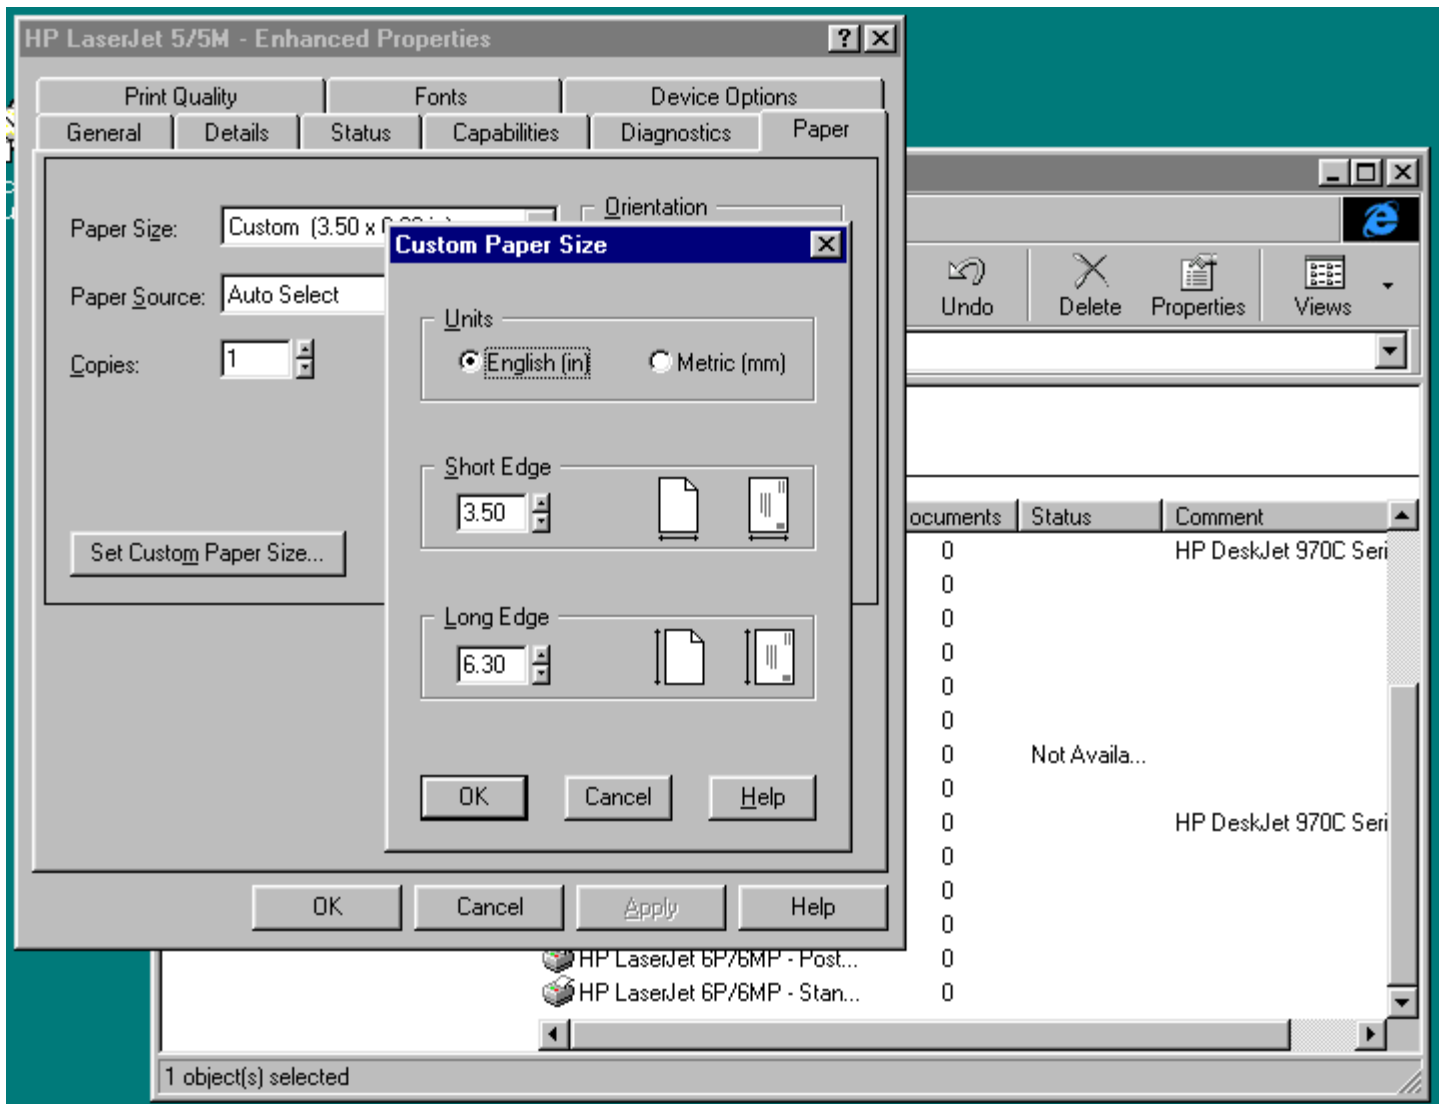 HP LaserJet 5/5M - Enhanced Properties
Print Quality
Fonts
Device Options
General
Details
Status
Capabilities
Diagnostics
Paper
Paper Size:
Custom (3.50 x
Orientation
Paper Source:
Auto Select
Copies:
1
Set Custom Paper Size...
Custom Paper Size
Units
English (in)
Metric (mm)
Short Edge
3.50
Long Edge
6.30
OK
Cancel
Help
OK
Cancel
Apply
Help
Undo
Delete
Properties
Views
ocuments
Status
Comment
0
HP DeskJet 970C Seri
0
0
0
0
0
0
Not Availa...
0
0
HP DeskJet 970C Seri
0
0
0
HP LaserJet 6P/6MP - Post...
0
HP LaserJet 6P/6MP - Stan...
0
1 object(s) selected